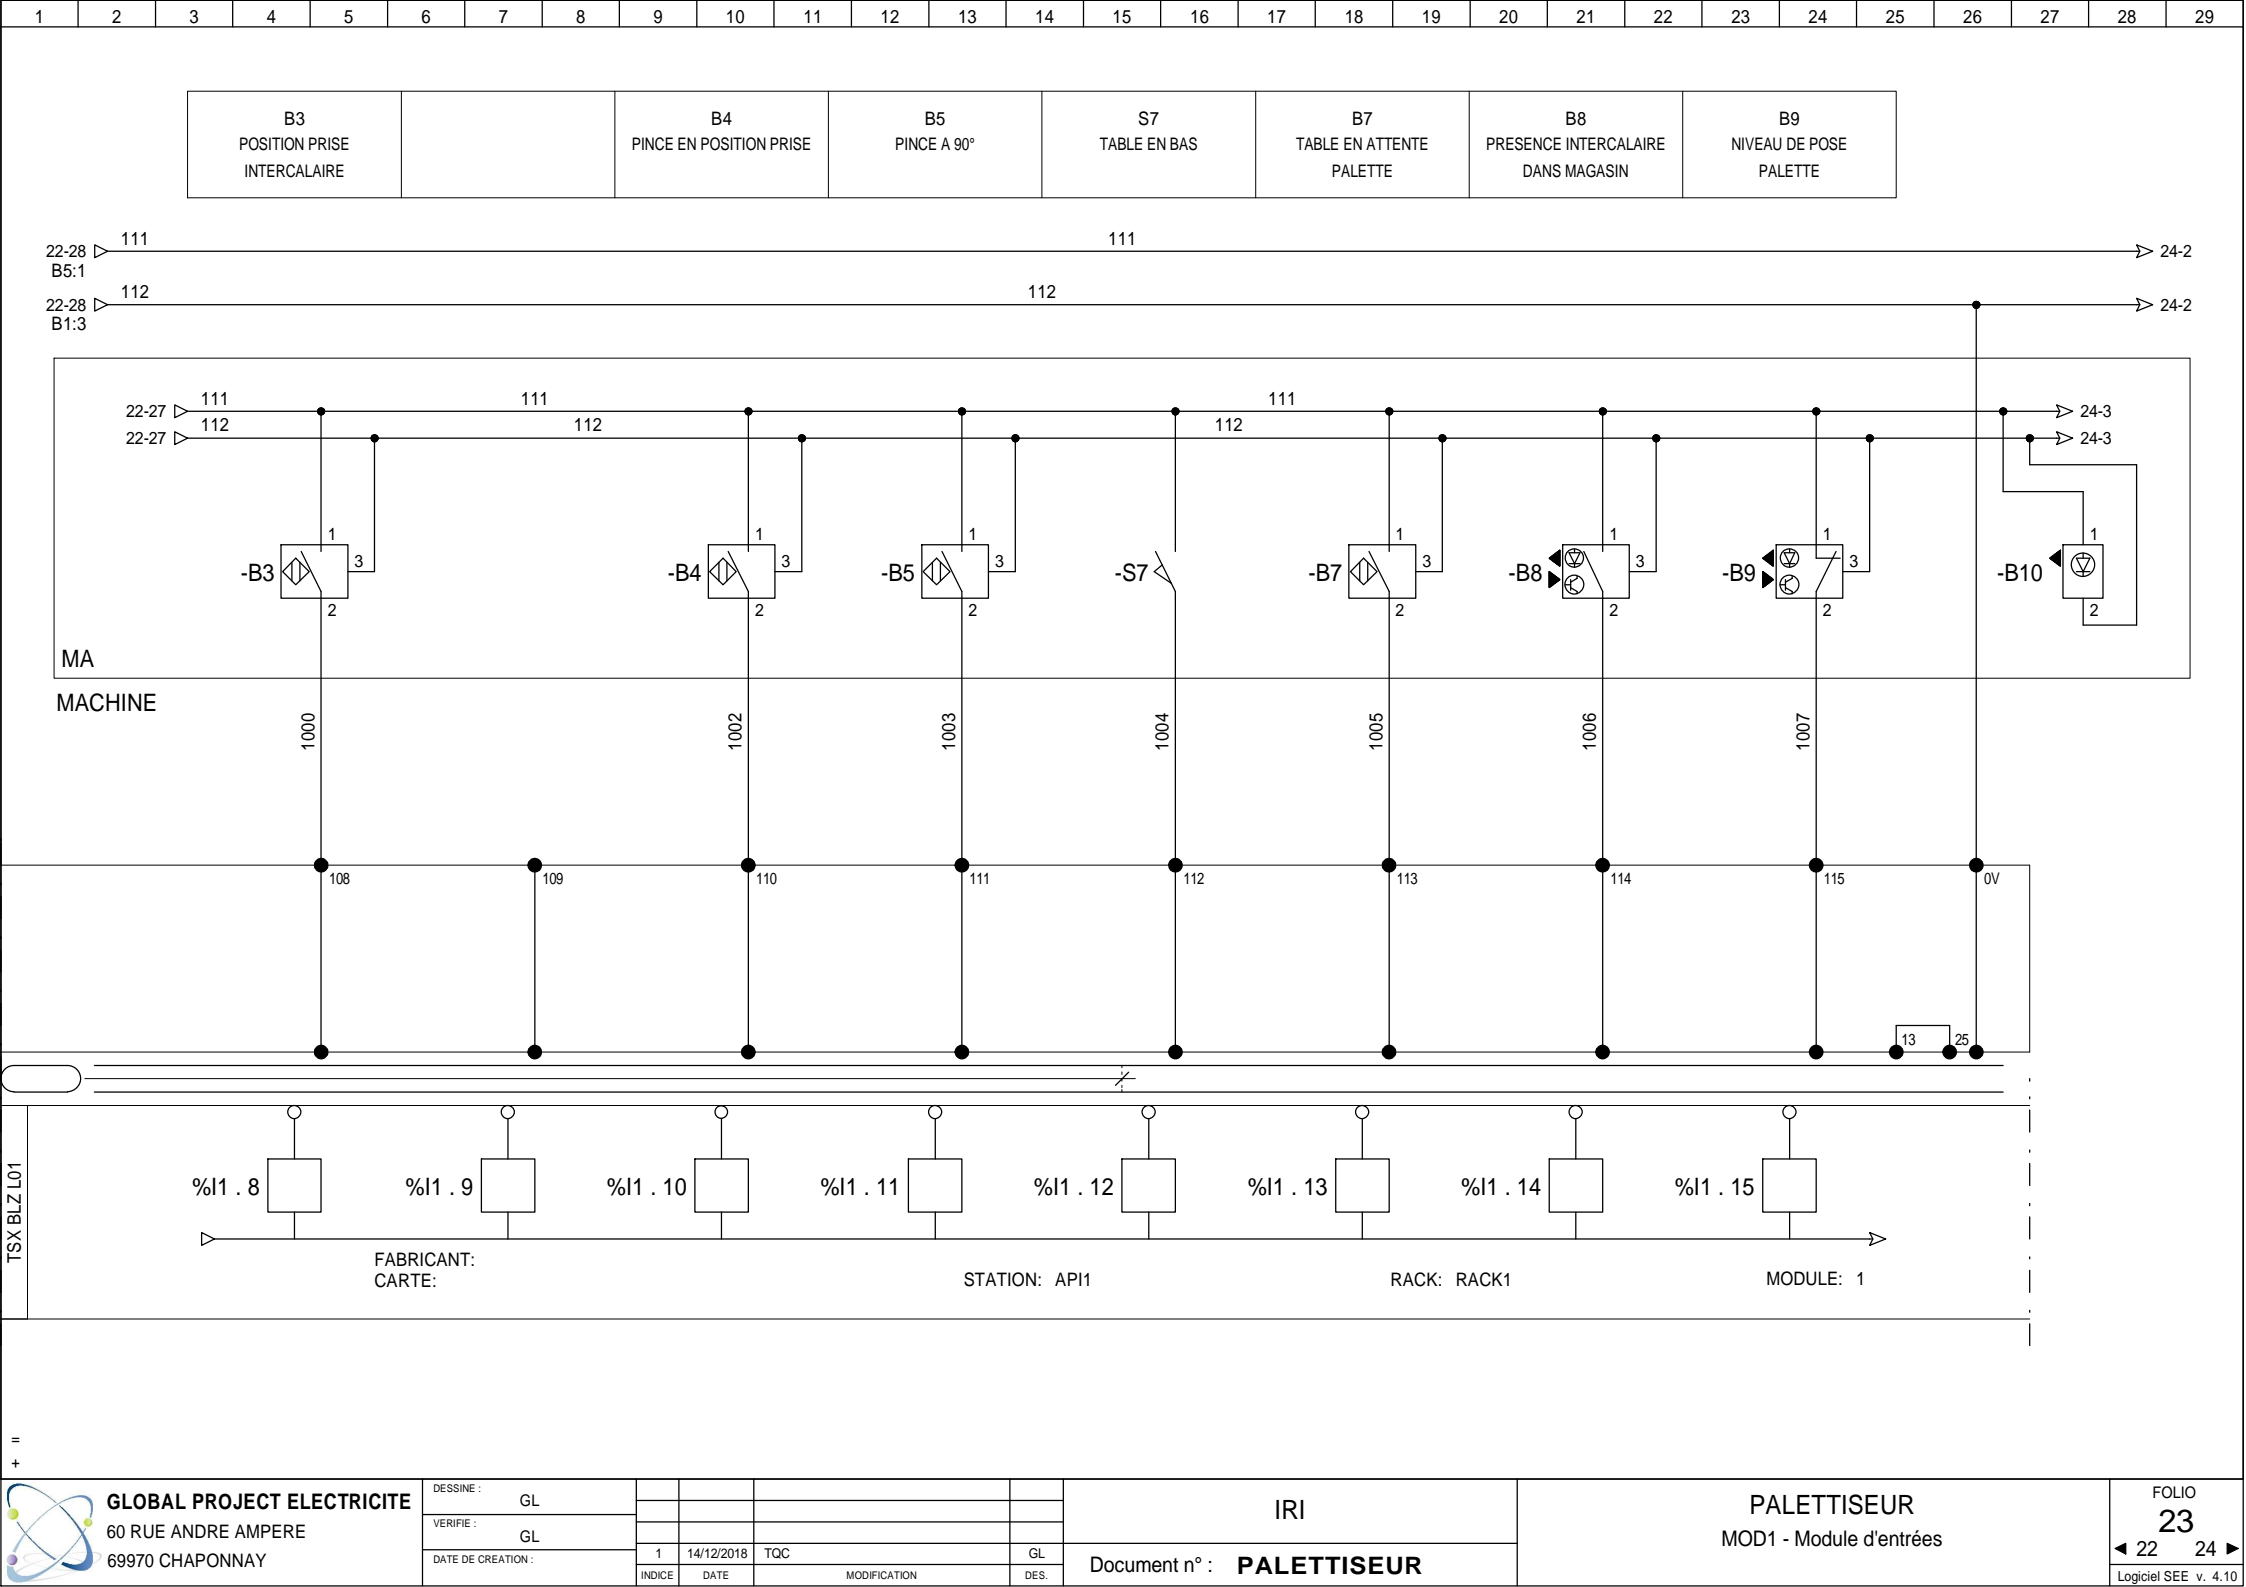 1 2 3 4 5 6 7 8 9 10 11 12 13 14 15 16 17 18 19 20 21 22 23 24 25 26 27 28 29
B3
POSITION PRISE
INTERCALAIRE
B4
PINCE EN POSITION PRISE
B5
PINCE A 90°
S7
TABLE EN BAS
B7
TABLE EN ATTENTE
PALETTE
B8
PRESENCE INTERCALAIRE
DANS MAGASIN
B9
NIVEAU DE POSE
PALETTE
111 111
22-28 24-2
B5:1
112 112
22-28 24-2
B1:3
111 111 111
22-27 24-3
112 112 112
22-27 24-3
1 1 1 1 1 1 1
3 3 3 3 3 3
-B3 -B4 -B5 -S7 -B7 -B8 -B9 -B10
2 2 2 2 2 2 2
MA
MACHINE
1000 1002 1003 1004 1005 1006 1007
108 109 110 111 112 113 114 115 0V
13 25
TSX BLZ L01
%I1 . 8 %I1 . 9 %I1 . 10 %I1 . 11 %I1 . 12 %I1 . 13 %I1 . 14 %I1 . 15
FABRICANT:
CARTE:
STATION: API1 RACK: RACK1 MODULE: 1
=
+
GLOBAL PROJECT ELECTRICITE
60 RUE ANDRE AMPERE
69970 CHAPONNAY
DESSINE :
GL
VERIFIE :
GL
DATE DE CREATION :
1 14/12/2018 TQC GL
INDICE DATE MODIFICATION DES.
IRI
Document n° : PALETTISEUR
PALETTISEUR
MOD1 - Module d'entrées
FOLIO
23
22 24
Logiciel SEE v. 4.10